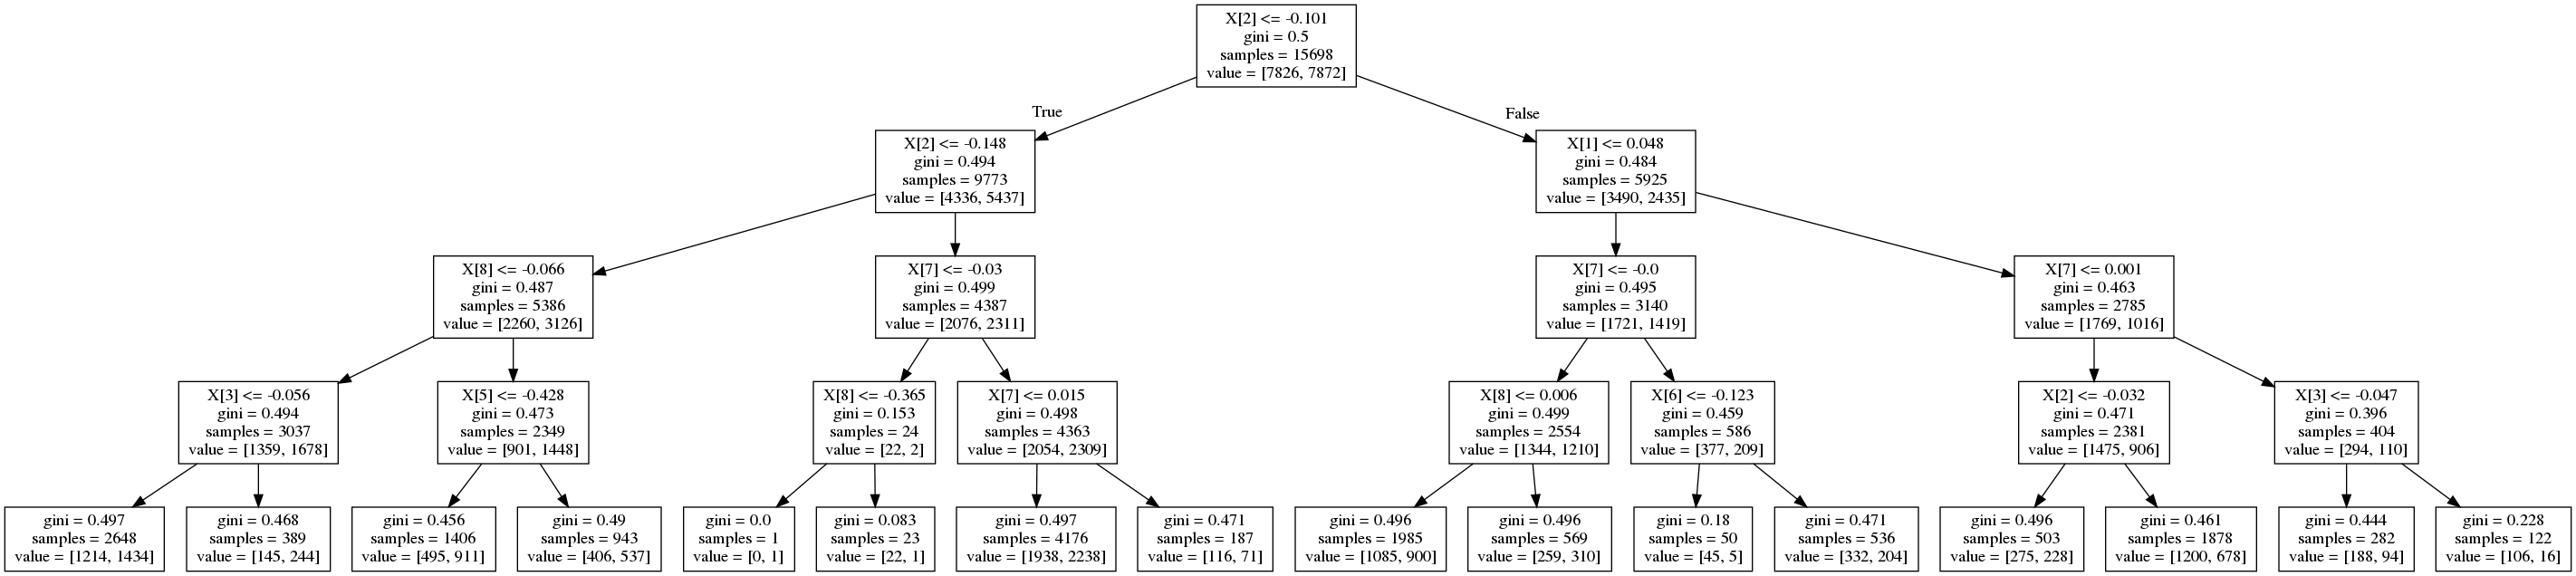 X[2] <= -0.101
gini = 0.5
samples = 15698
value = [7826, 7872]
True
False
X[2] <= -0.148
gini = 0.494
samples = 9773
value = [4336, 5437]
X[1] <= 0.048
gini = 0.484
samples = 5925
value = [3490, 2435]
X[8] <= -0.066
gini = 0.487
samples = 5386
value = [2260, 3126]
X[7] <= -0.03
gini = 0.499
samples = 4387
value = [2076, 2311]
X[7] <= -0.0
gini = 0.495
samples = 3140
value = [1721, 1419]
X[7] <= 0.001
gini = 0.463
samples = 2785
value = [1769, 1016]
X[3] <= -0.056
gini = 0.494
samples = 3037
value = [1359, 1678]
X[5] <= -0.428
gini = 0.473
samples = 2349
value = [901, 1448]
X[8] <= -0.365
gini = 0.153
samples = 24
value = [22, 2]
X[7] <= 0.015
gini = 0.498
samples = 4363
value = [2054, 2309]
X[8] <= 0.006
gini = 0.499
samples = 2554
value = [1344, 1210]
X[6] <= -0.123
gini = 0.459
samples = 586
value = [377, 209]
X[2] <= -0.032
gini = 0.471
samples = 2381
value = [1475, 906]
X[3] <= -0.047
gini = 0.396
samples = 404
value = [294, 110]
gini = 0.497
samples = 2648
value = [1214, 1434]
gini = 0.468
samples = 389
value = [145, 244]
gini = 0.456
samples = 1406
value = [495, 911]
gini = 0.49
samples = 943
value = [406, 537]
gini = 0.0
samples = 1
value = [0, 1]
gini = 0.083
samples = 23
value = [22, 1]
gini = 0.497
samples = 4176
value = [1938, 2238]
gini = 0.471
samples = 187
value = [116, 71]
gini = 0.496
samples = 1985
value = [1085, 900]
gini = 0.496
samples = 569
value = [259, 310]
gini = 0.18
samples = 50
value = [45, 5]
gini = 0.471
samples = 536
value = [332, 204]
gini = 0.496
samples = 503
value = [275, 228]
gini = 0.461
samples = 1878
value = [1200, 678]
gini = 0.444
samples = 282
value = [188, 94]
gini = 0.228
samples = 122
value = [106, 16]